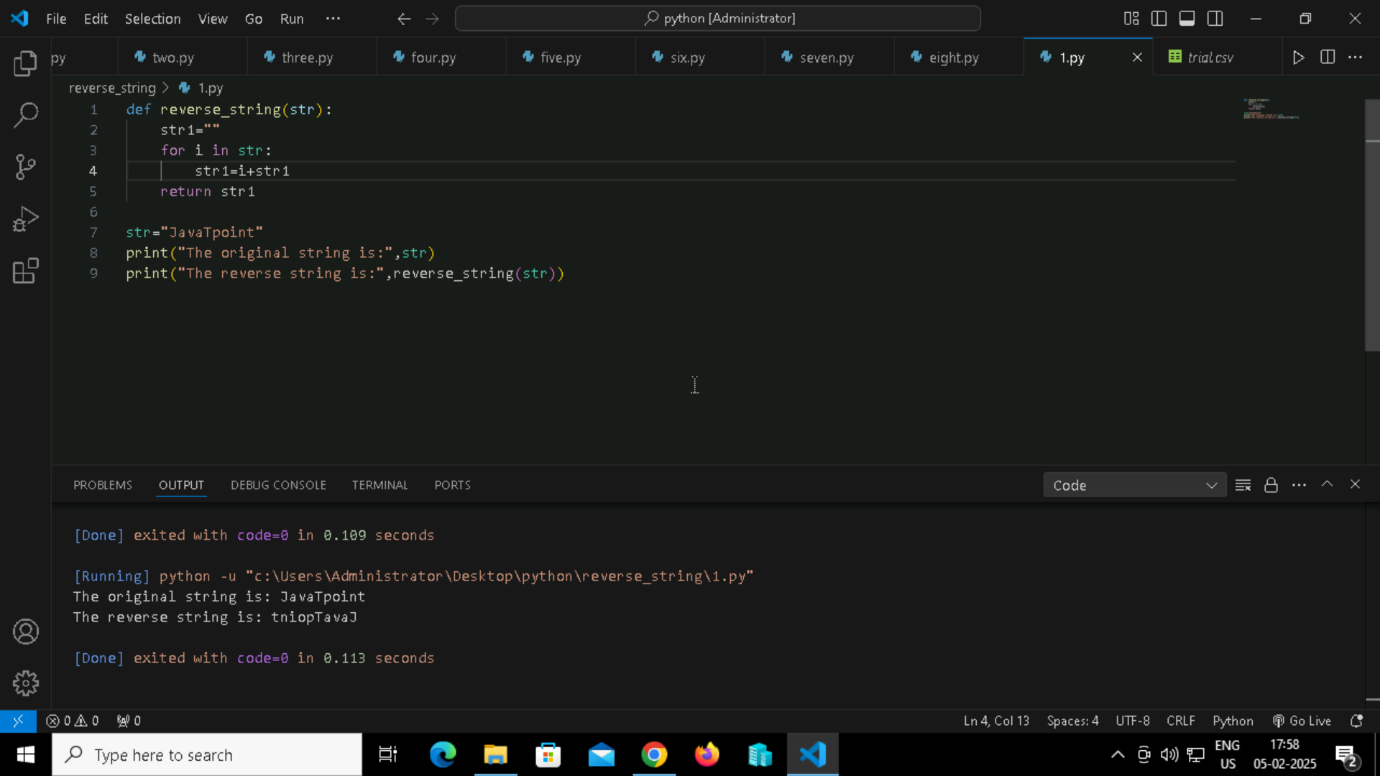 File Edit Selection View Go Run ··· python [Administrator]
py two.py three.py four.py five.py six.py seven.py eight.py 1.py trial.csv
reverse_string > 1.py
1 def reverse_string(str):
2 str1=""
3 for i in str:
4 str1=i+str1
5 return str1
6
7 str="JavaTpoint"
8 print("The original string is:",str)
9 print("The reverse string is:",reverse_string(str))
PROBLEMS OUTPUT DEBUG CONSOLE TERMINAL PORTS Code
[Done] exited with code=0 in 0.109 seconds
[Running] python -u "c:\Users\Administrator\Desktop\python\reverse_string\1.py"
The original string is: JavaTpoint
The reverse string is: tniopTavaJ
[Done] exited with code=0 in 0.113 seconds
0 0 0 Ln 4, Col 13 Spaces: 4 UTF-8 CRLF Python Go Live
Type here to search
ENG 17:58
US 05-02-2025 2